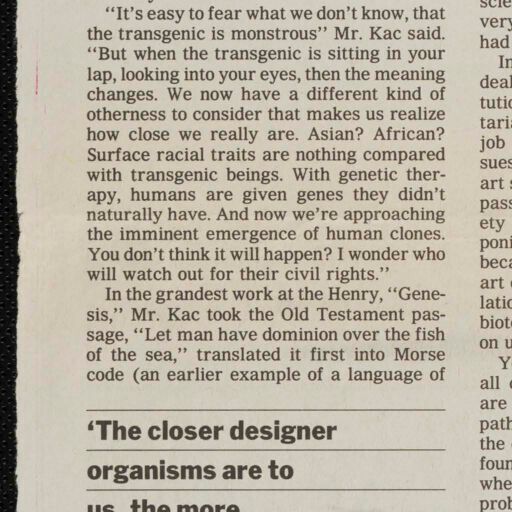 "It's easy to fear what we don't know, that
the transgenic is monstrous" Mr. Kac said.
"But when the transgenic is sitting in your
lap, looking into your eyes, then the meaning
changes. We now have a different kind of
otherness to consider that makes us realize
how close we really are. Asian? African?
Surface racial traits are nothing compared
with transgenic beings. With genetic ther-
apy, humans are given genes they didn't
naturally have. And now we're approaching
the imminent emergence of human clones.
You don't think it will happen? I wonder who
will watch out for their civil rights."
In the grandest work at the Henry, "Gene-
sis," Mr. Kac took the Old Testament pas-
sage, "Let man have dominion over the fish
of the sea," translated it first into Morse
code (an earlier example of a language of
'The closer designer
organisms are to
us, the more
very
had
In
deal
tutio
tari
job
sues
art
pass
ety
poni
beca
art
latio
biot
on u
Y
all
are
path
the
foun
whe
prob